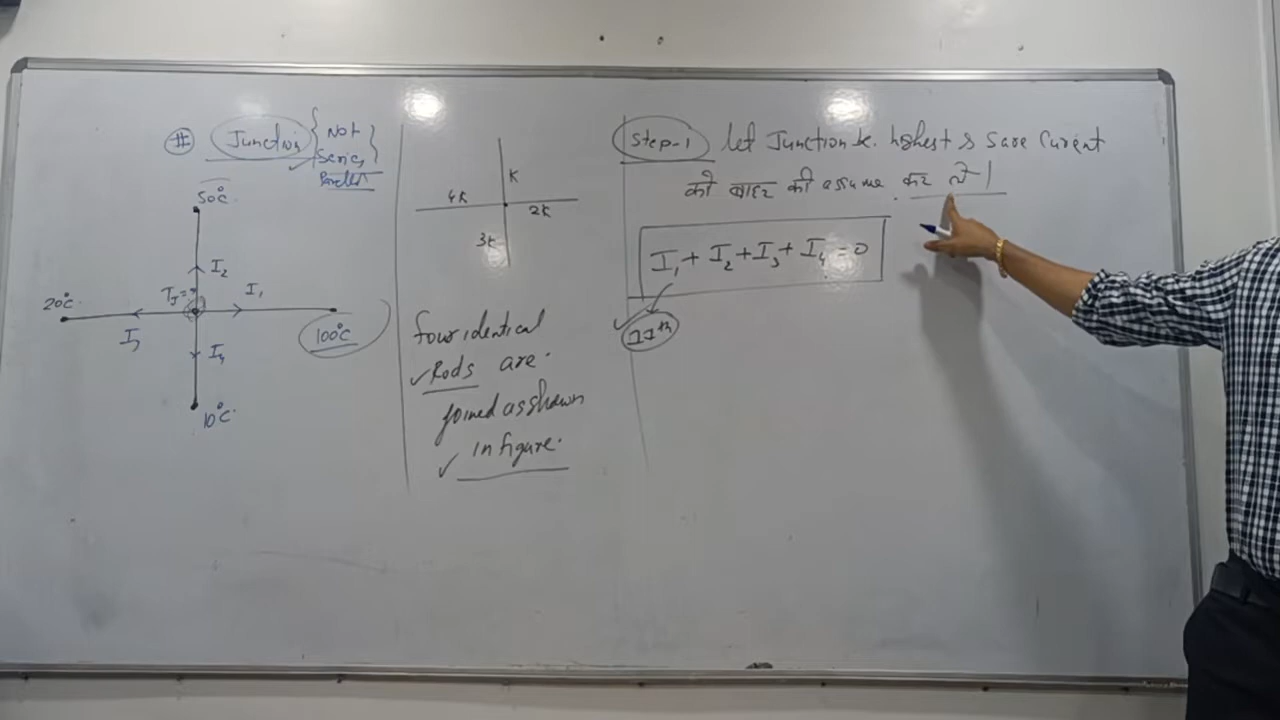 # Junction { Not
Series,
Parallel }
50°C
I₂
20°C
TJ=?
I₁
100°C
I₃
I₄
10°C
K
4K
2K
3K
four identical
✓Rods are.
joined as shown
✓ in figure.
Step-1 let Junction k. highest & sare Current
को बाहर की assume कर ले।
I₁ + I₂ + I₃ + I₄ = 0